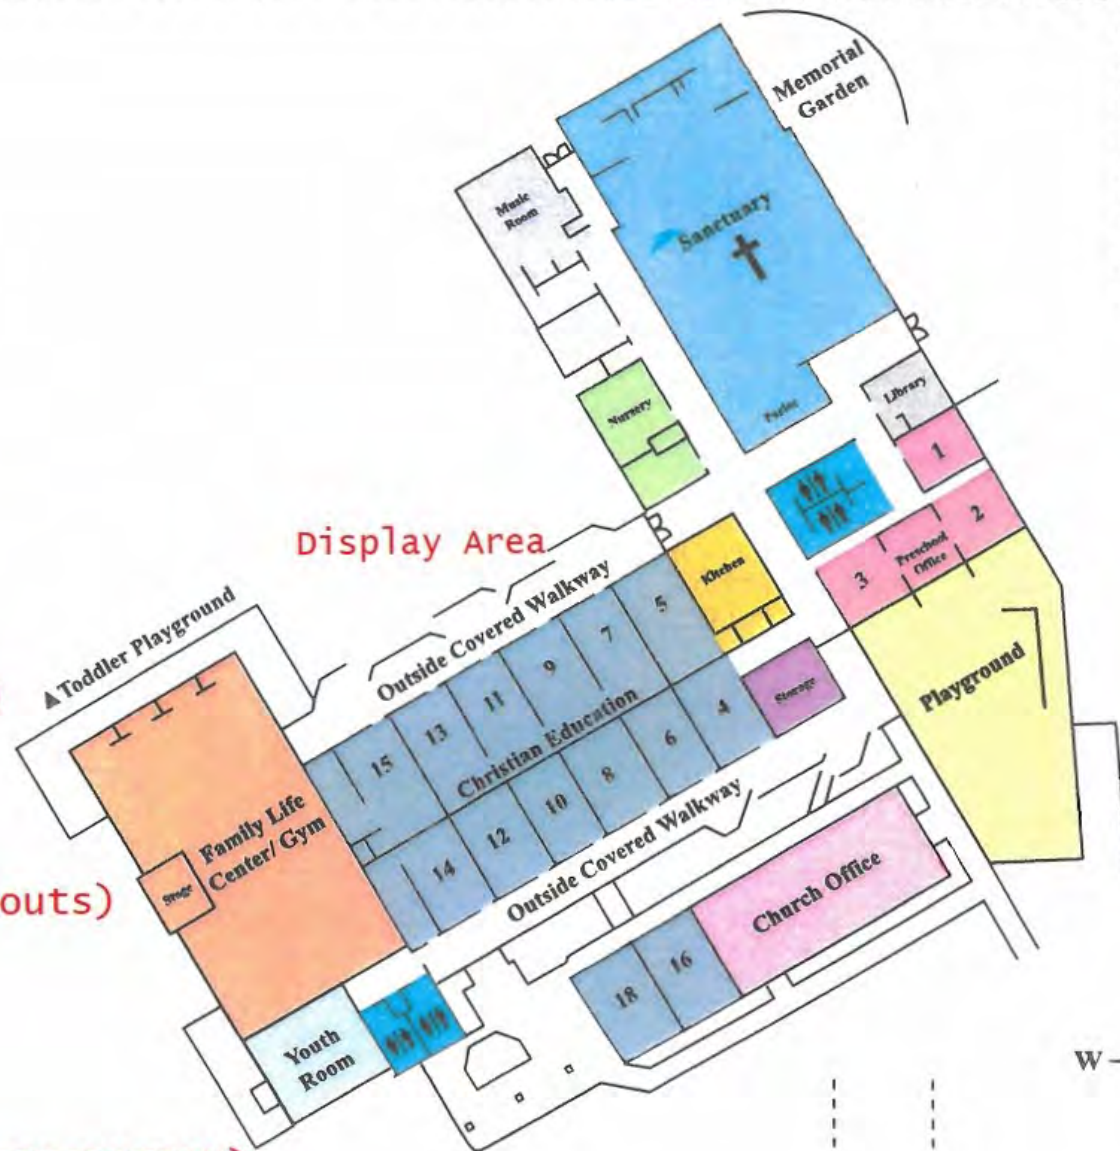 Memorial
Garden
Music
Room
Sanctuary
Nursery
Parlor
Library
1
2
Preschool
Office
3
Display Area
Kitchen
Outside Covered Walkway
▲Toddler Playground
5
7
9
11
13
15
Christian Education
Storage
4
6
8
10
12
14
Playground
Family Life
Center/ Gym
Stage
outs)
Outside Covered Walkway
Church Office
16
18
Youth
Room
W